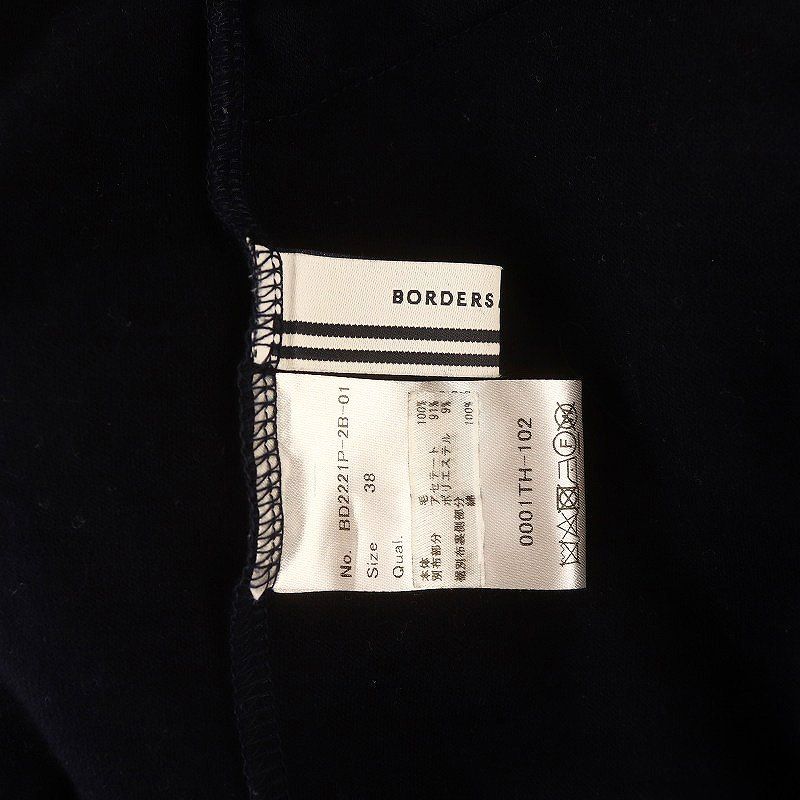 BORDERS
No. BD2221P-2B-01
Size 38
Qual.
本体 毛 100%
別布部分 アセテート 91%
ポリエステル 9%
裾別布裏側部分
綿 100%
0001TH-102